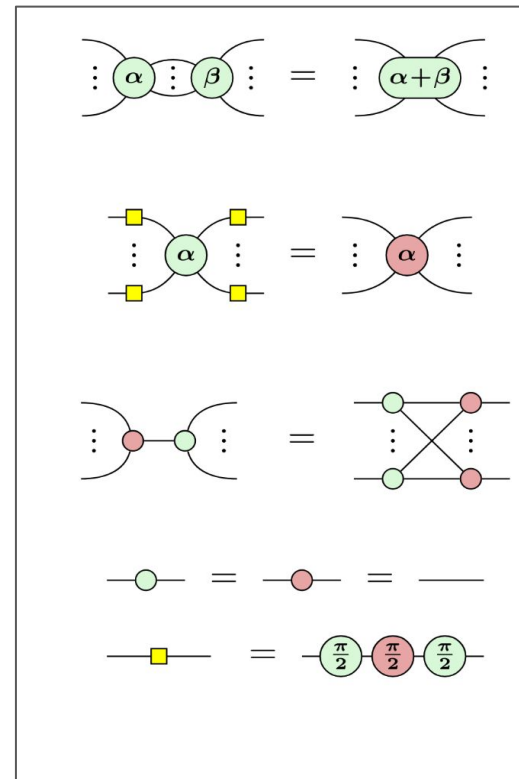 α ⋮ β = α+β
α = α
=
= =
= π/2 π/2 π/2